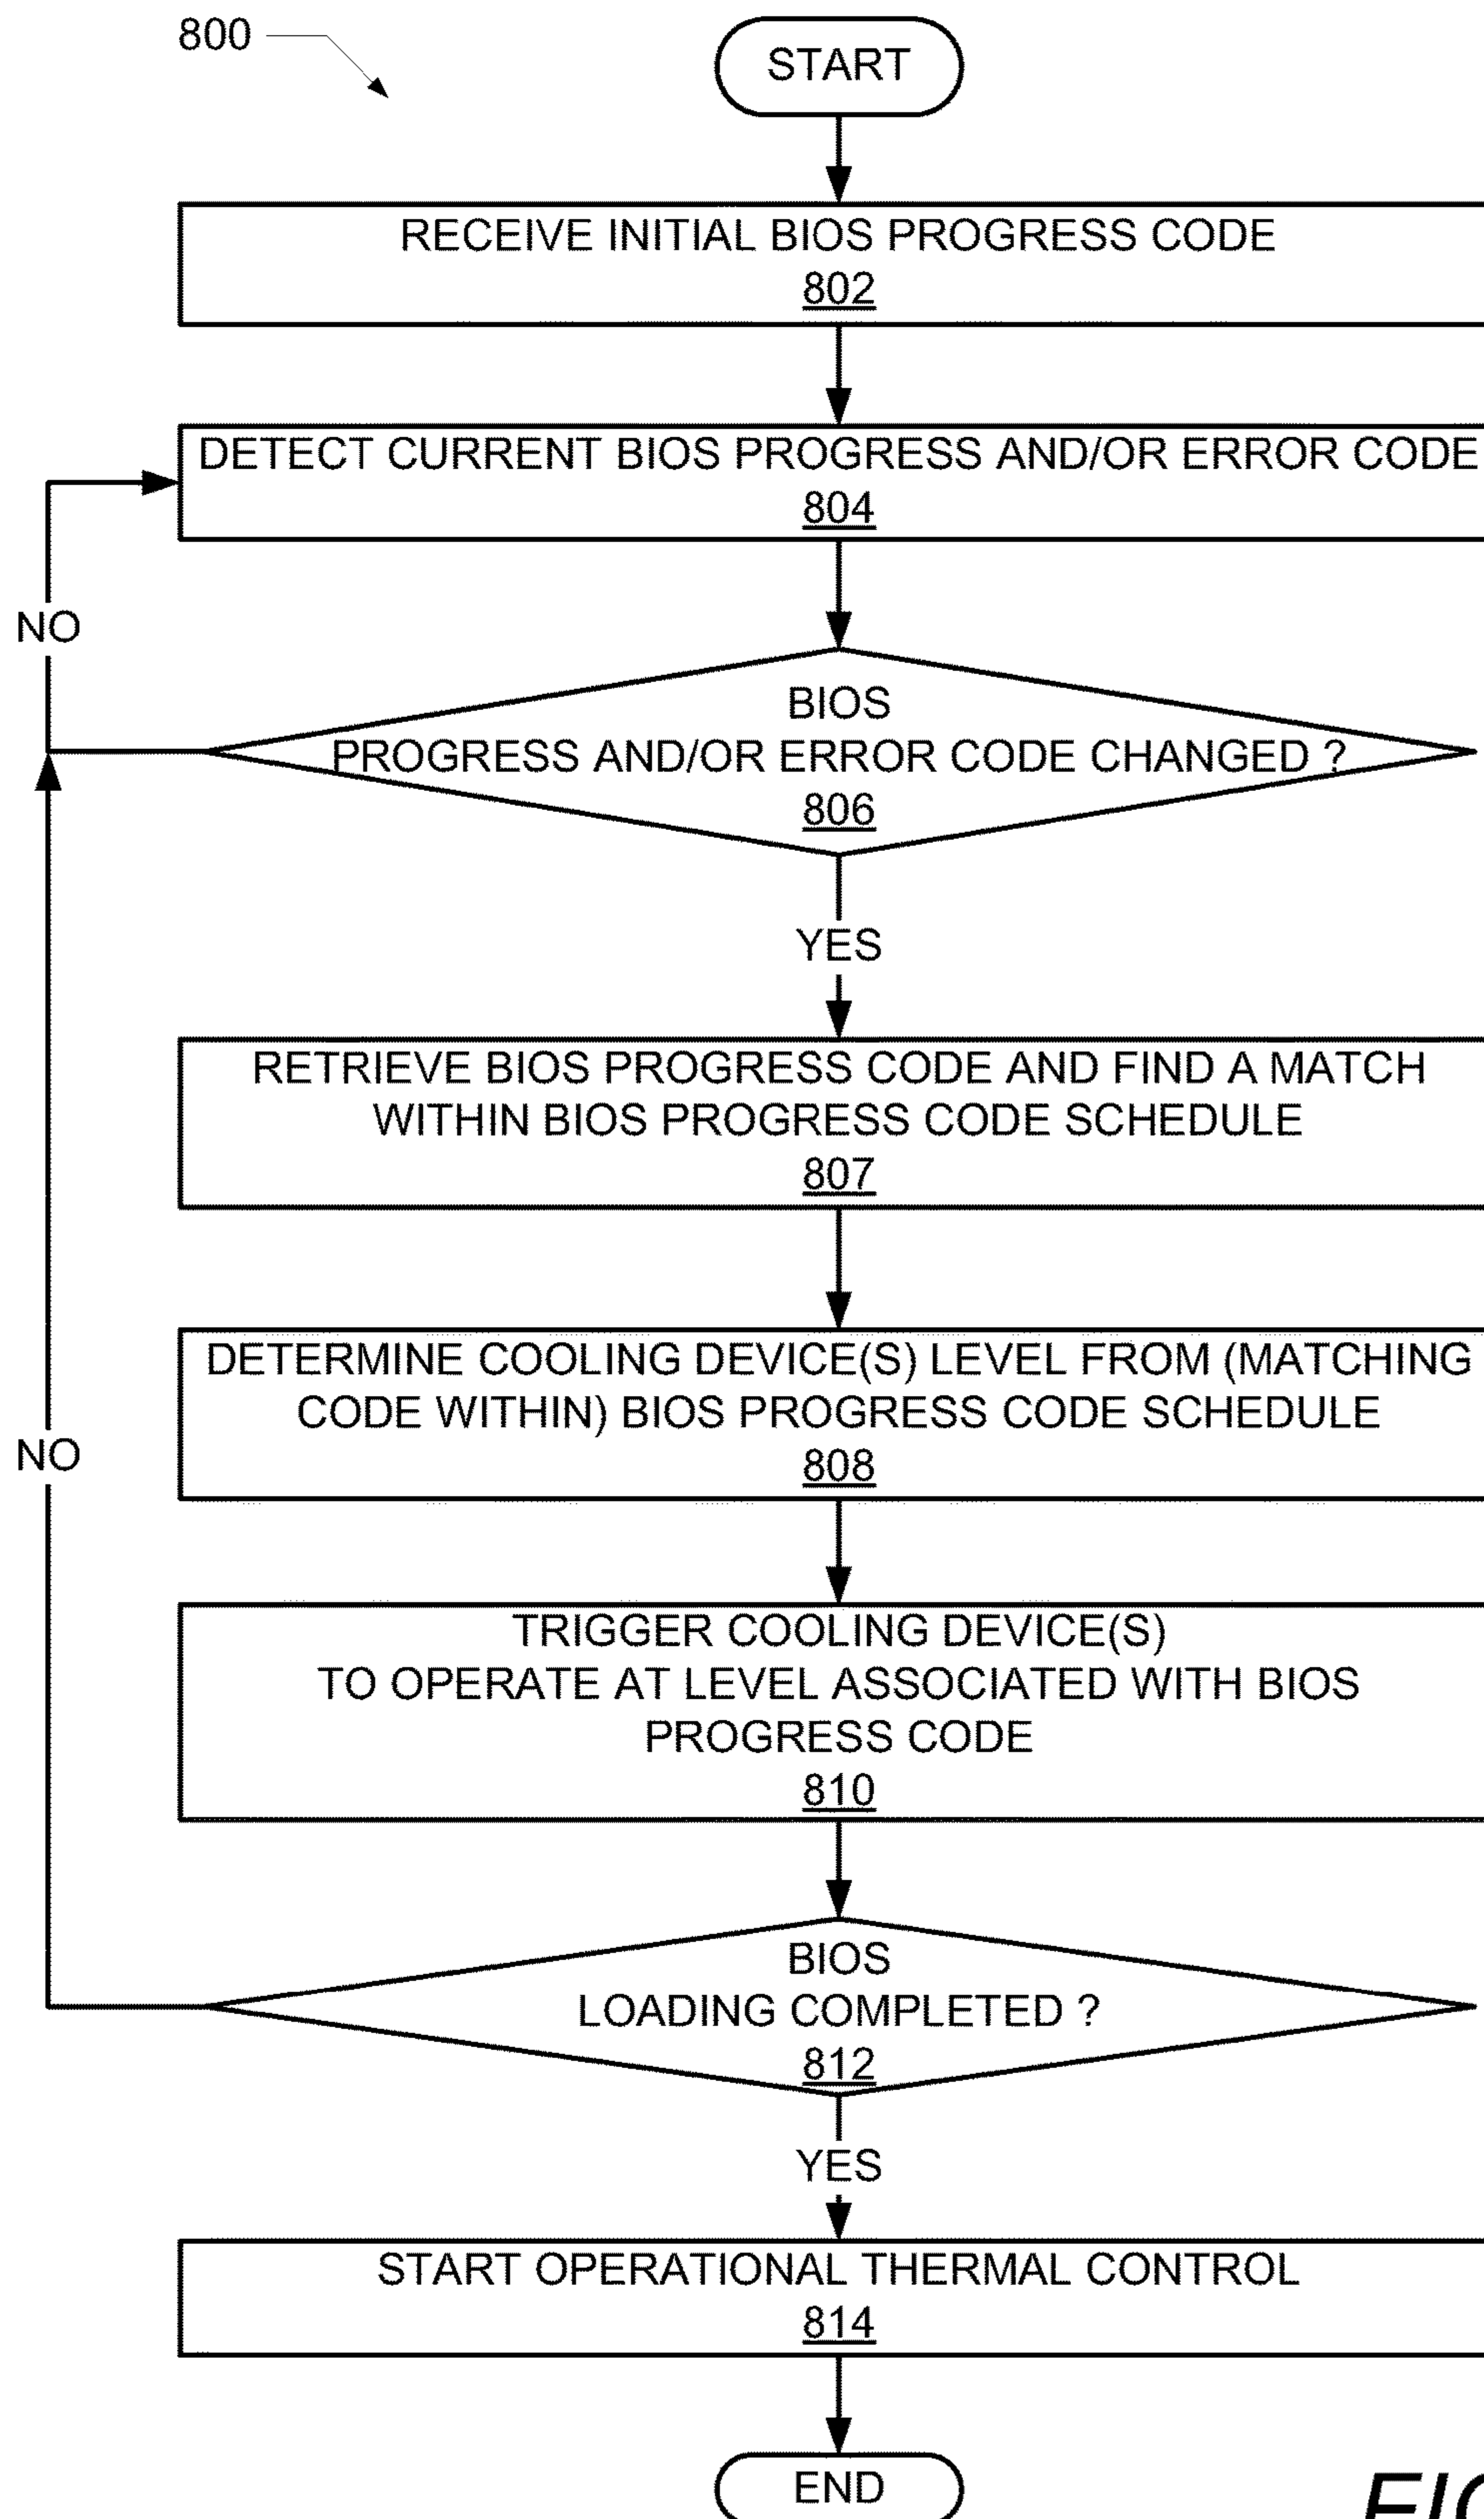 800
START
RECEIVE INITIAL BIOS PROGRESS CODE
802
DETECT CURRENT BIOS PROGRESS AND/OR ERROR CODE
804
NO
BIOS
PROGRESS AND/OR ERROR CODE CHANGED ?
806
YES
RETRIEVE BIOS PROGRESS CODE AND FIND A MATCH
WITHIN BIOS PROGRESS CODE SCHEDULE
807
DETERMINE COOLING DEVICE(S) LEVEL FROM (MATCHING
CODE WITHIN) BIOS PROGRESS CODE SCHEDULE
808
NO
TRIGGER COOLING DEVICE(S)
TO OPERATE AT LEVEL ASSOCIATED WITH BIOS
PROGRESS CODE
810
BIOS
LOADING COMPLETED ?
812
YES
START OPERATIONAL THERMAL CONTROL
814
END